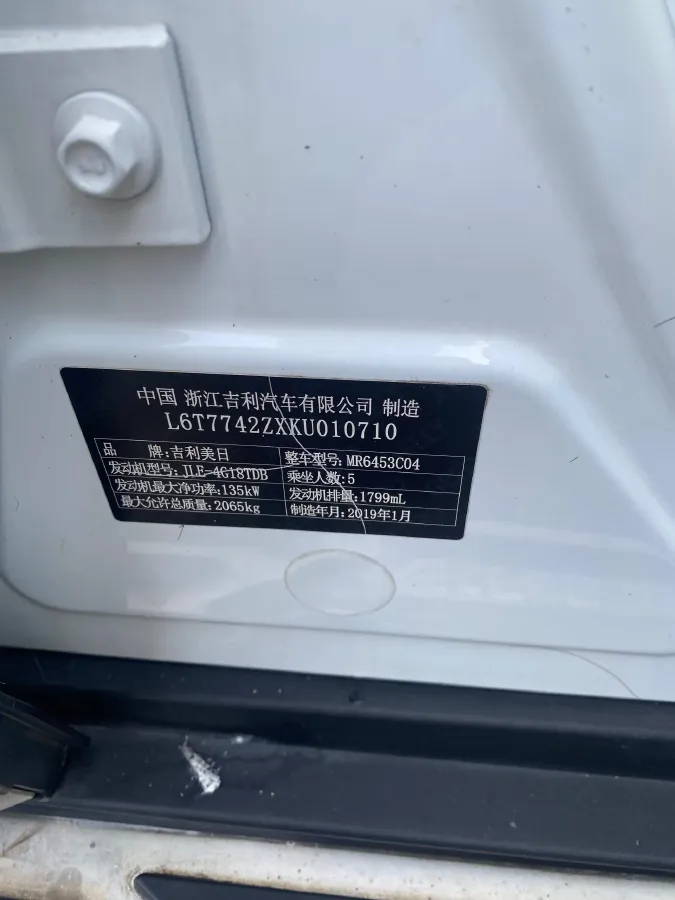 中国 浙江吉利汽车有限公司 制造
L6T7742ZXKU010710
品 牌:吉利美日 整车型号:MR6453C04
发动机型号:JLE-4G18TDB 乘坐人数:5
发动机最大净功率:135kW 发动机排量:1799mL
最大允许总质量:2065kg 制造年月:2019年1月